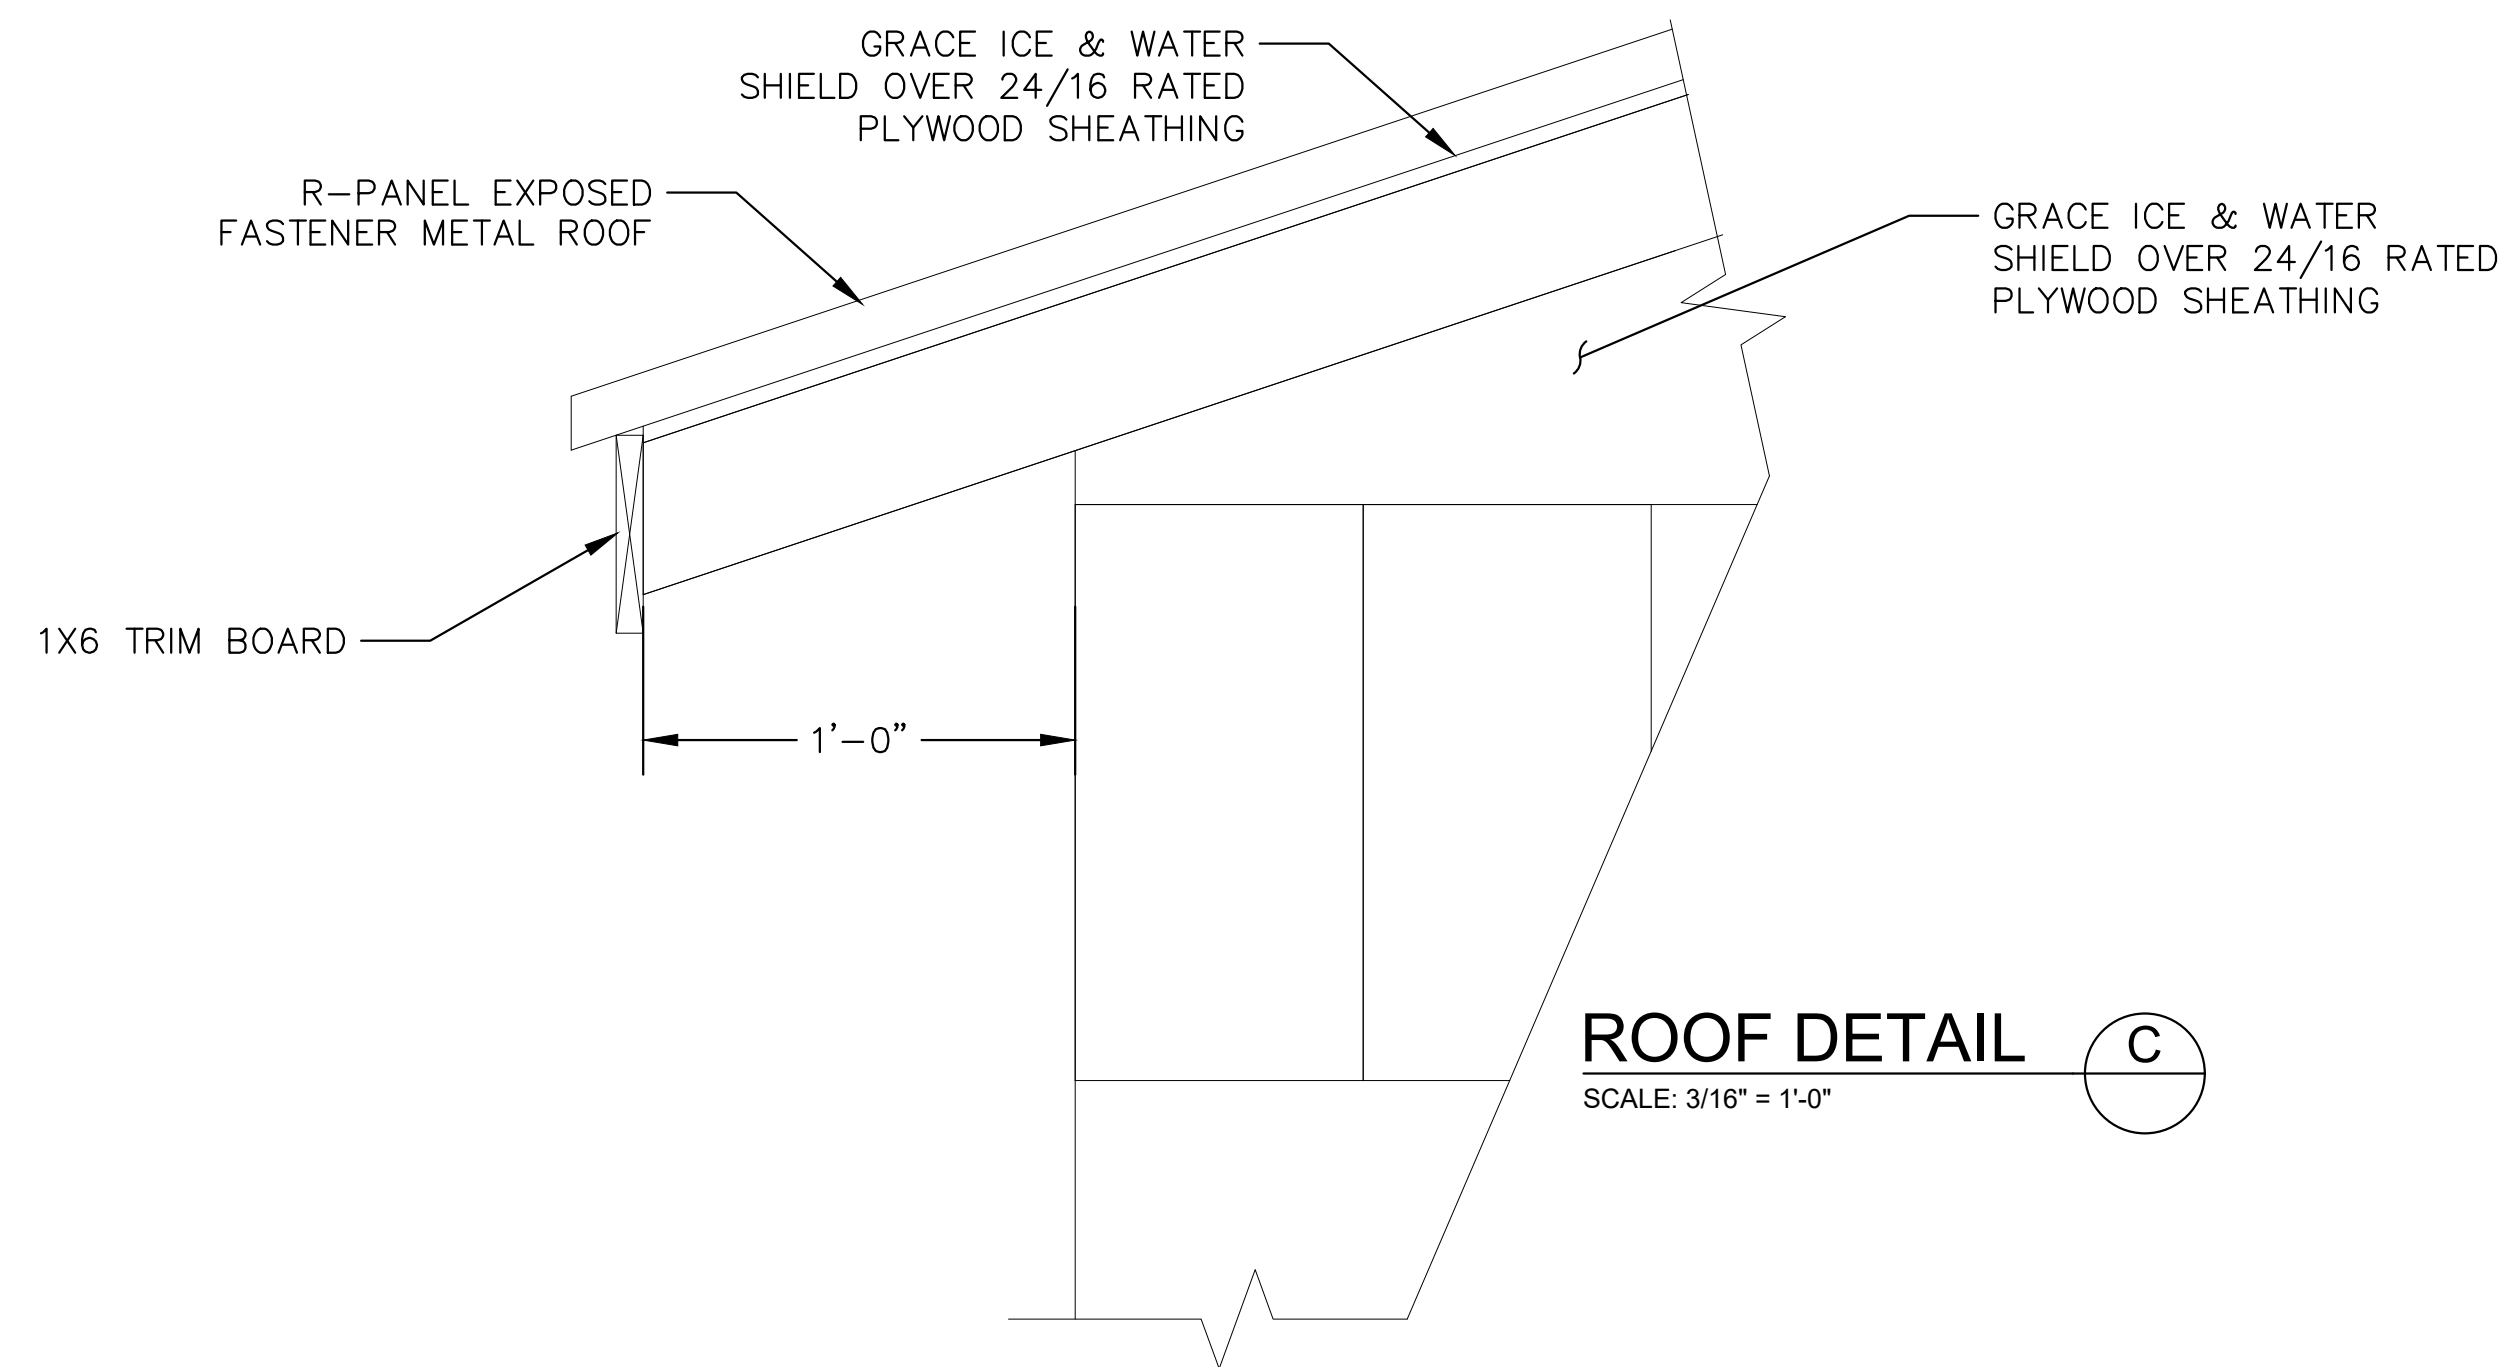 GRACE ICE & WATER
SHIELD OVER 24/16 RATED
PLYWOOD SHEATHING
R-PANEL EXPOSED
FASTENER METAL ROOF
GRACE ICE & WATER
SHIELD OVER 24/16 RATED
PLYWOOD SHEATHING
1X6 TRIM BOARD
1'-0"
ROOF DETAIL
C
SCALE: 3/16" = 1'-0"